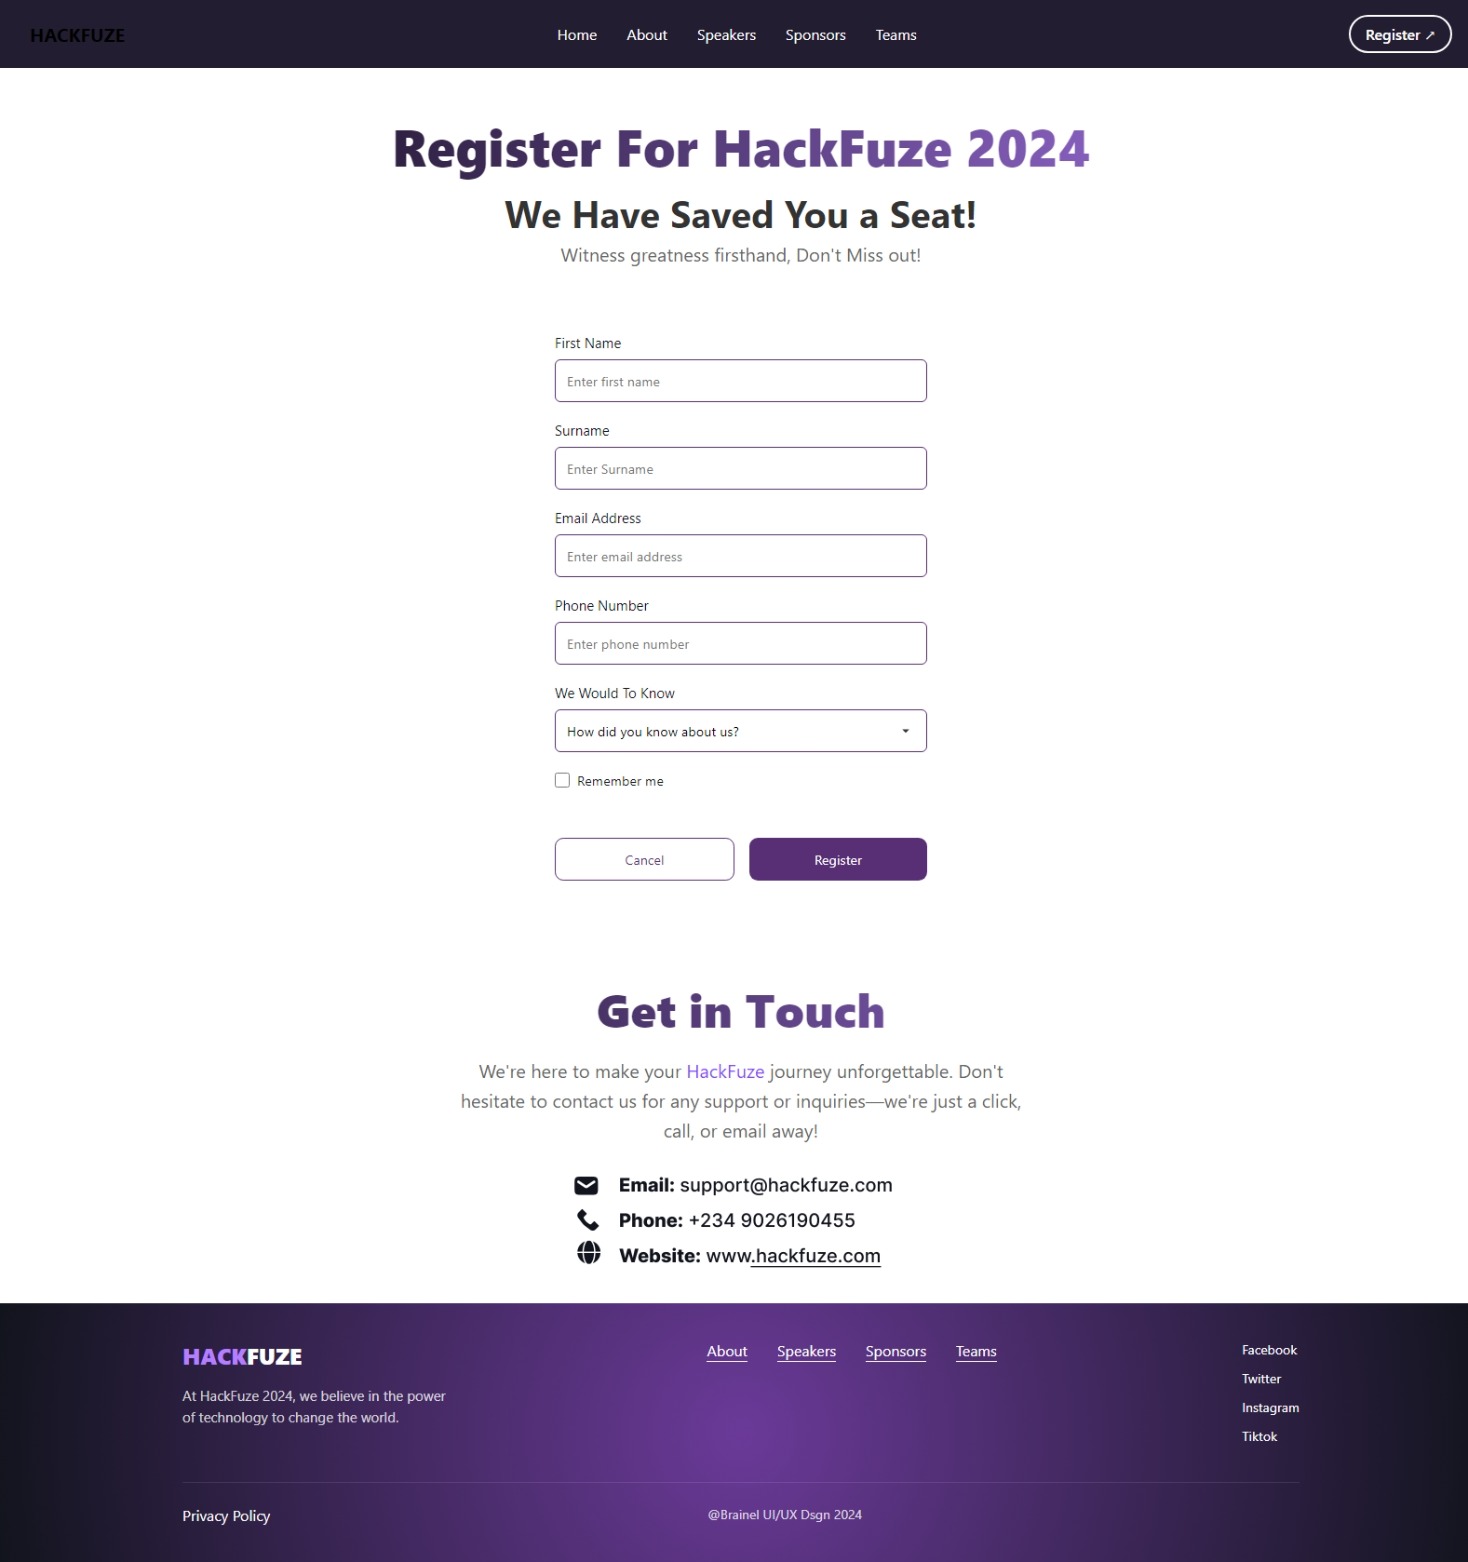 HACKFUZE
Home About Speakers Sponsors Teams
Register ↗
Register For HackFuze 2024
We Have Saved You a Seat!
Witness greatness firsthand, Don't Miss out!
First Name
Enter first name
Surname
Enter Surname
Email Address
Enter email address
Phone Number
Enter phone number
We Would To Know
How did you know about us?
Remember me
Cancel Register
Get in Touch
We're here to make your HackFuze journey unforgettable. Don't
hesitate to contact us for any support or inquiries—we're just a click,
call, or email away!
Email: support@hackfuze.com
Phone: +234 9026190455
Website: www.hackfuze.com
HACKFUZE
At HackFuze 2024, we believe in the power
of technology to change the world.
About Speakers Sponsors Teams
Facebook
Twitter
Instagram
Tiktok
Privacy Policy
@Brainel UI/UX Dsgn 2024